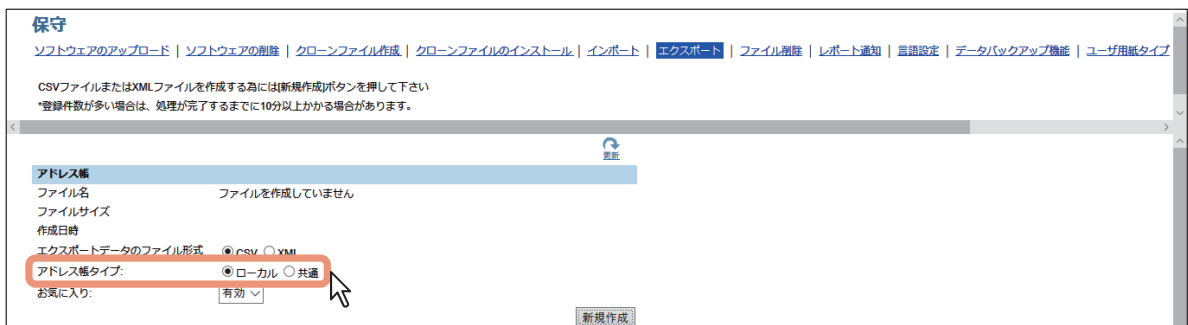 保守
ソフトウェアのアップロード | ソフトウェアの削除 | クローンファイル作成 | クローンファイルのインストール | インポート | エクスポート | ファイル削除 | レポート通知 | 言語設定 | データバックアップ機能 | ユーザ用紙タイプ
CSVファイルまたはXMLファイルを作成する為には[新規作成]ボタンを押して下さい
*登録件数が多い場合は、処理が完了するまでに10分以上かかる場合があります。
更新
アドレス帳
ファイル名 ファイルを作成していません
ファイルサイズ
作成日時
エクスポートデータのファイル形式 CSV XML
アドレス帳タイプ: ローカル 共通
お気に入り: 有効
新規作成